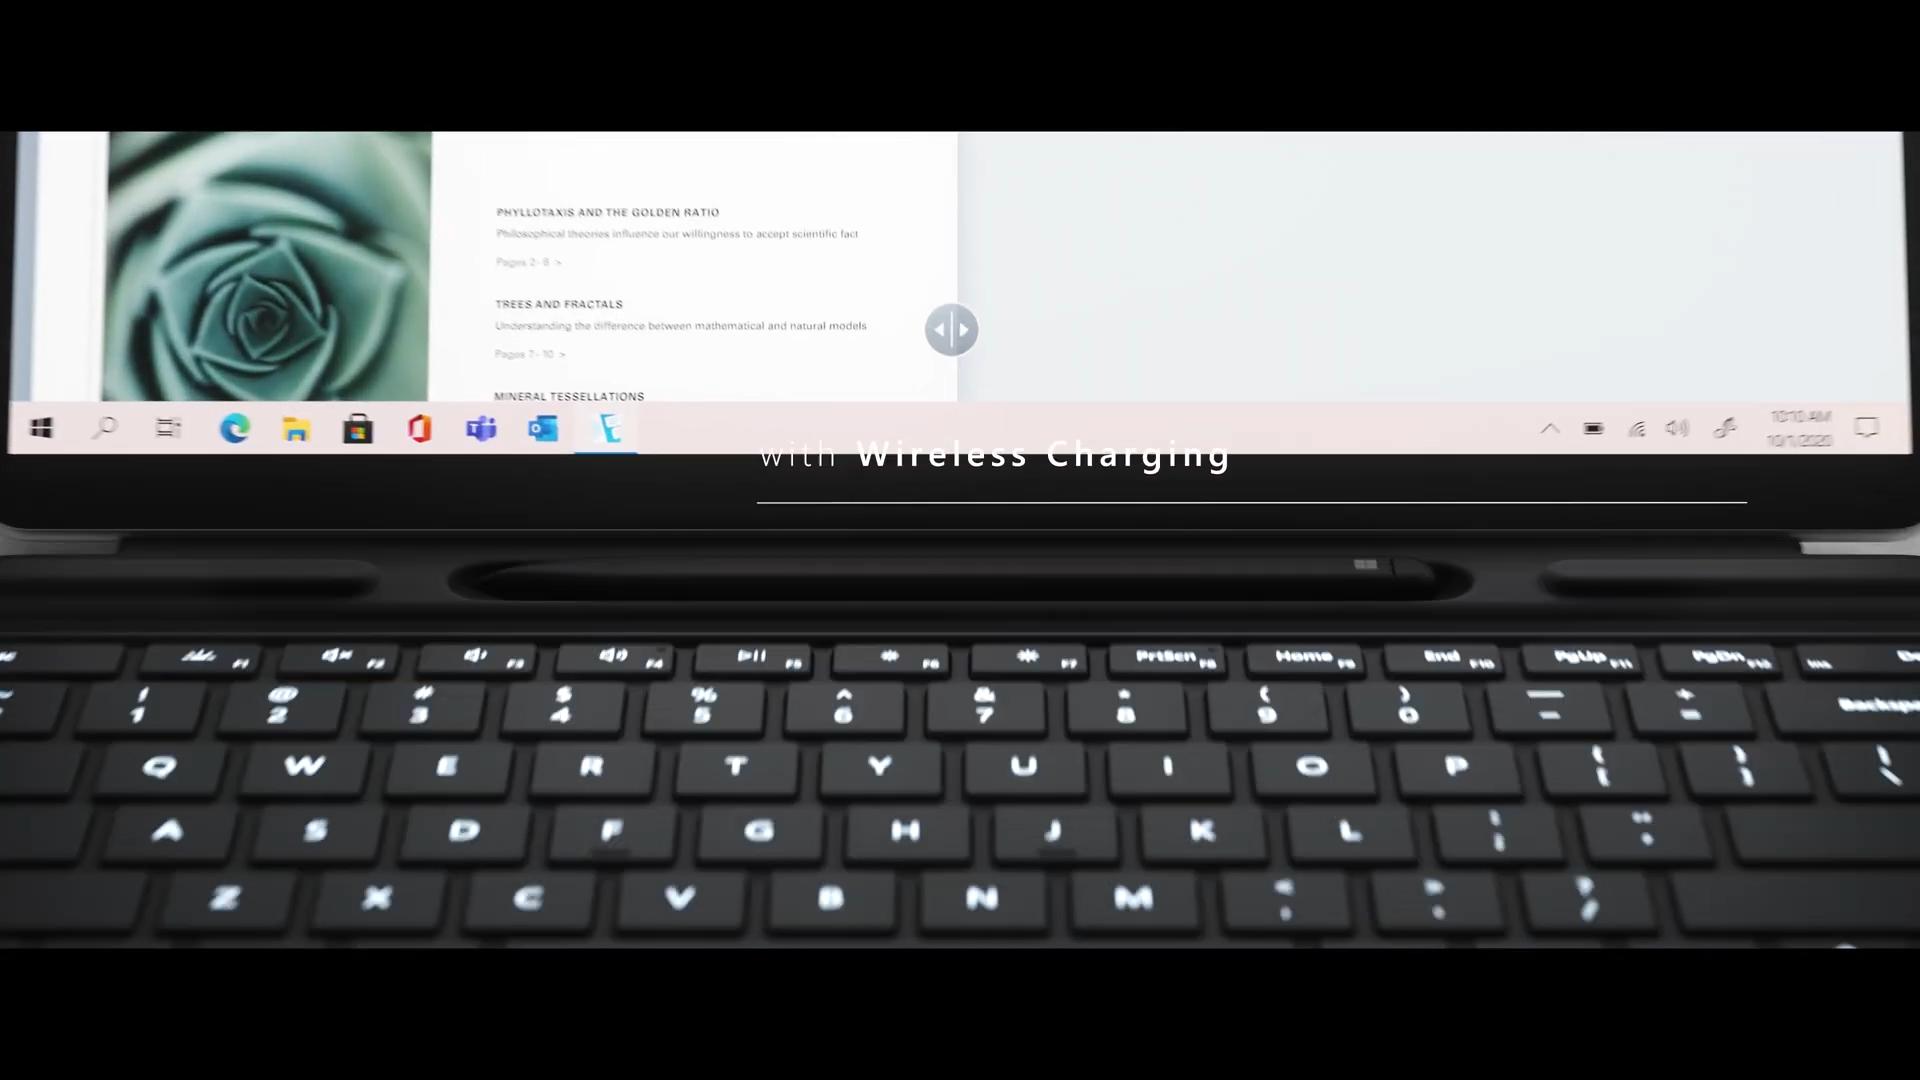 PHYLLOTAXIS AND THE GOLDEN RATIO
Philosophical theories influence our willingness to accept scientific fact
Pages 2- 6 >
TREES AND FRACTALS
Understanding the difference between mathematical and natural models
Pages 7 - 10 >
MINERAL TESSELLATIONS
10:10 AM
10/1/2020
with Wireless Charging
F1 F2 F3 F4 F5 F6 F7 PrtScn F8 Home F9 End F10 PgUp F11 PgDn F12 Ins
! @ # $ % ^ & * ( ) — +
1 2 3 4 5 6 7 8 9 0 - =
Q W E R T Y U I O P { }
[ ] \
A S D F G H J K L : "
; '
Z X C V B N M < > ?
, . /